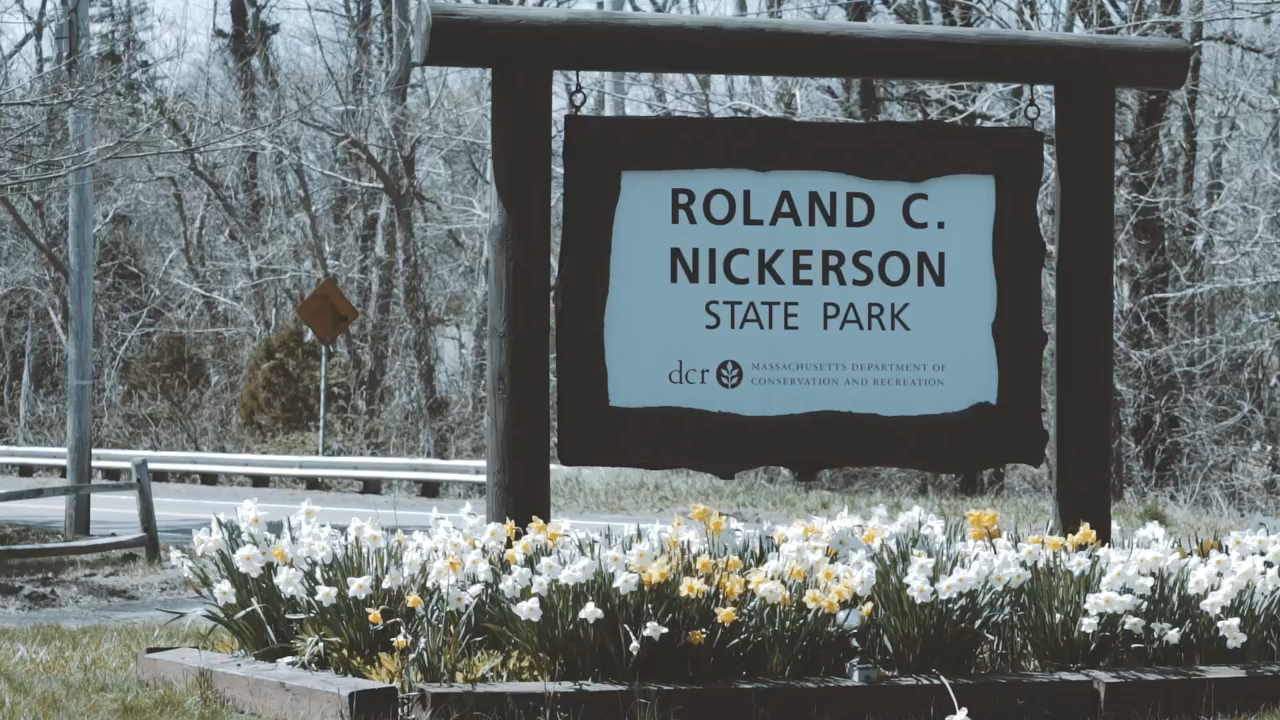 ROLAND C.
NICKERSON
STATE PARK
dcr MASSACHUSETTS DEPARTMENT OF
CONSERVATION AND RECREATION